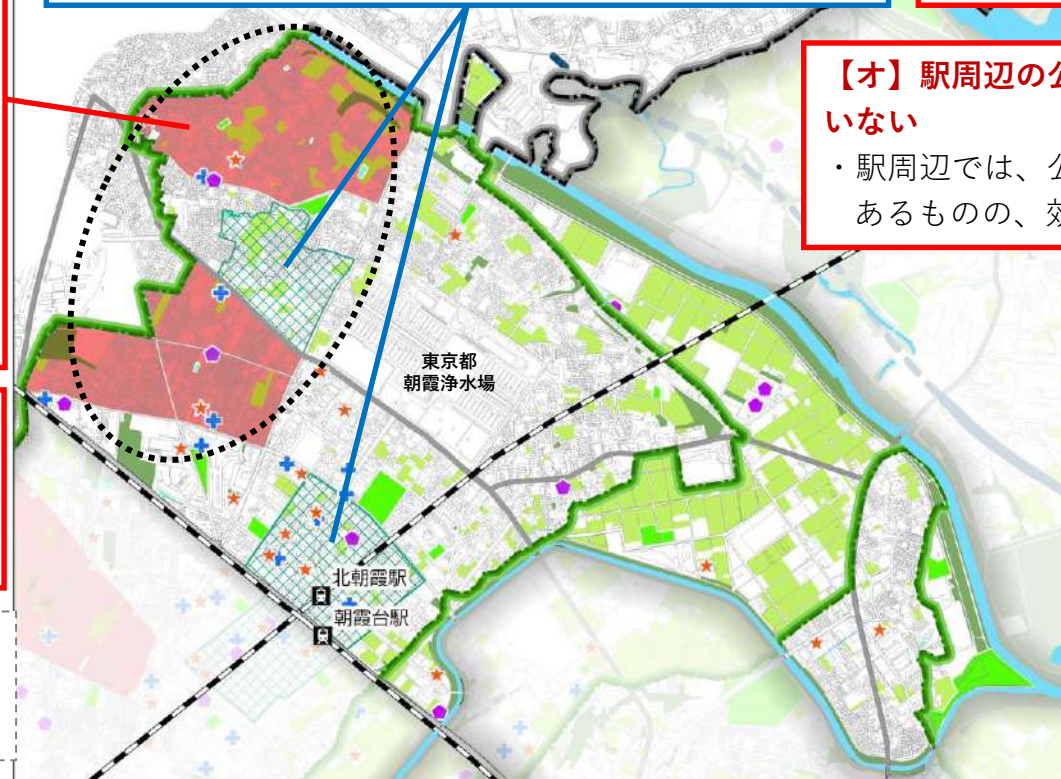 【オ】駅周辺の公
いない
・駅周辺では、公
あるものの、効
東京都
朝霞浄水場
北朝霞駅
朝霞台駅